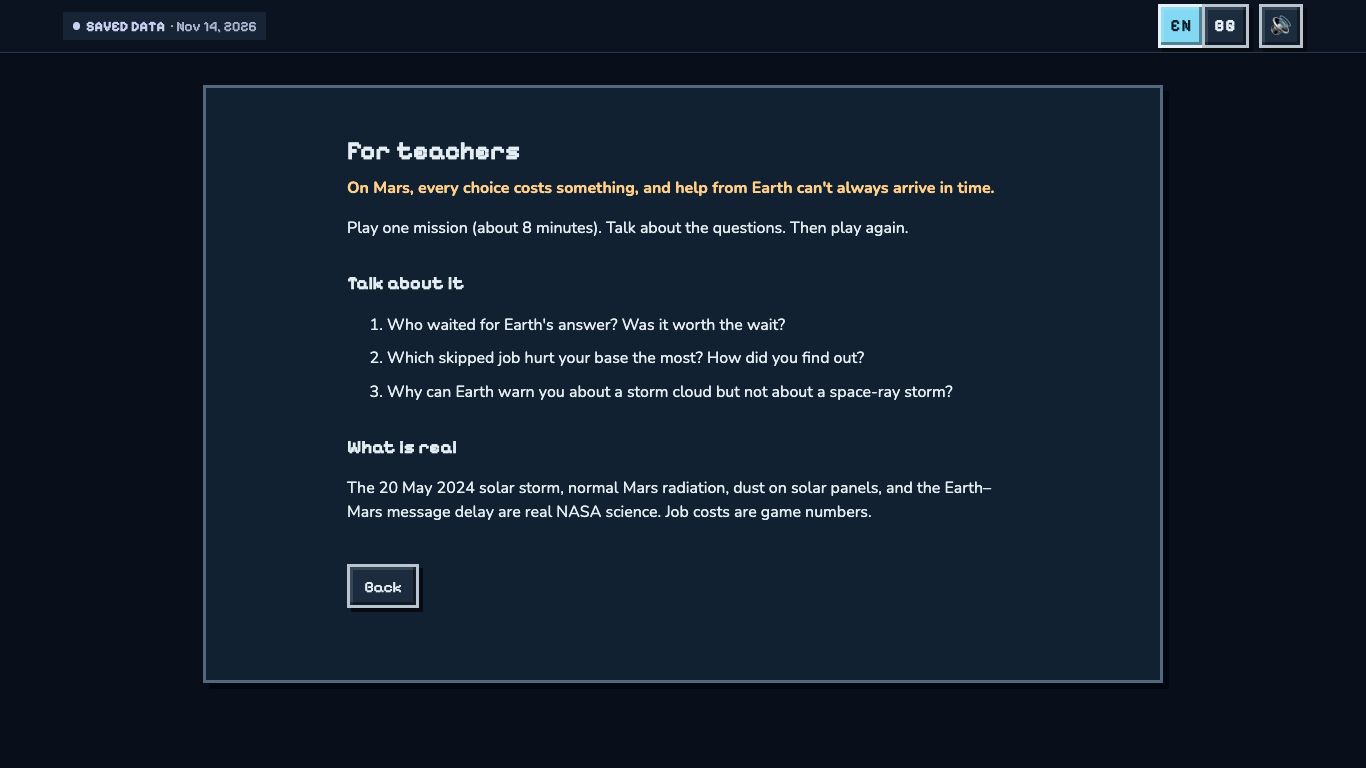 SAVED DATA · Nov 14, 2026
EN
BG
For teachers
On Mars, every choice costs something, and help from Earth can't always arrive in time.
Play one mission (about 8 minutes). Talk about the questions. Then play again.
Talk about it
1. Who waited for Earth's answer? Was it worth the wait?
2. Which skipped job hurt your base the most? How did you find out?
3. Why can Earth warn you about a storm cloud but not about a space-ray storm?
What is real
The 20 May 2024 solar storm, normal Mars radiation, dust on solar panels, and the Earth–
Mars message delay are real NASA science. Job costs are game numbers.
Back